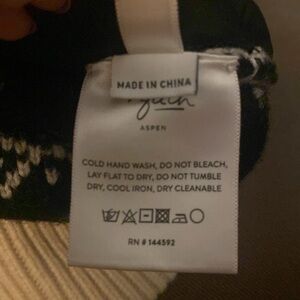 MADE IN CHINA
ASPEN
COLD HAND WASH, DO NOT BLEACH,
LAY FLAT TO DRY, DO NOT TUMBLE
DRY, COOL IRON, DRY CLEANABLE
RN # 144592